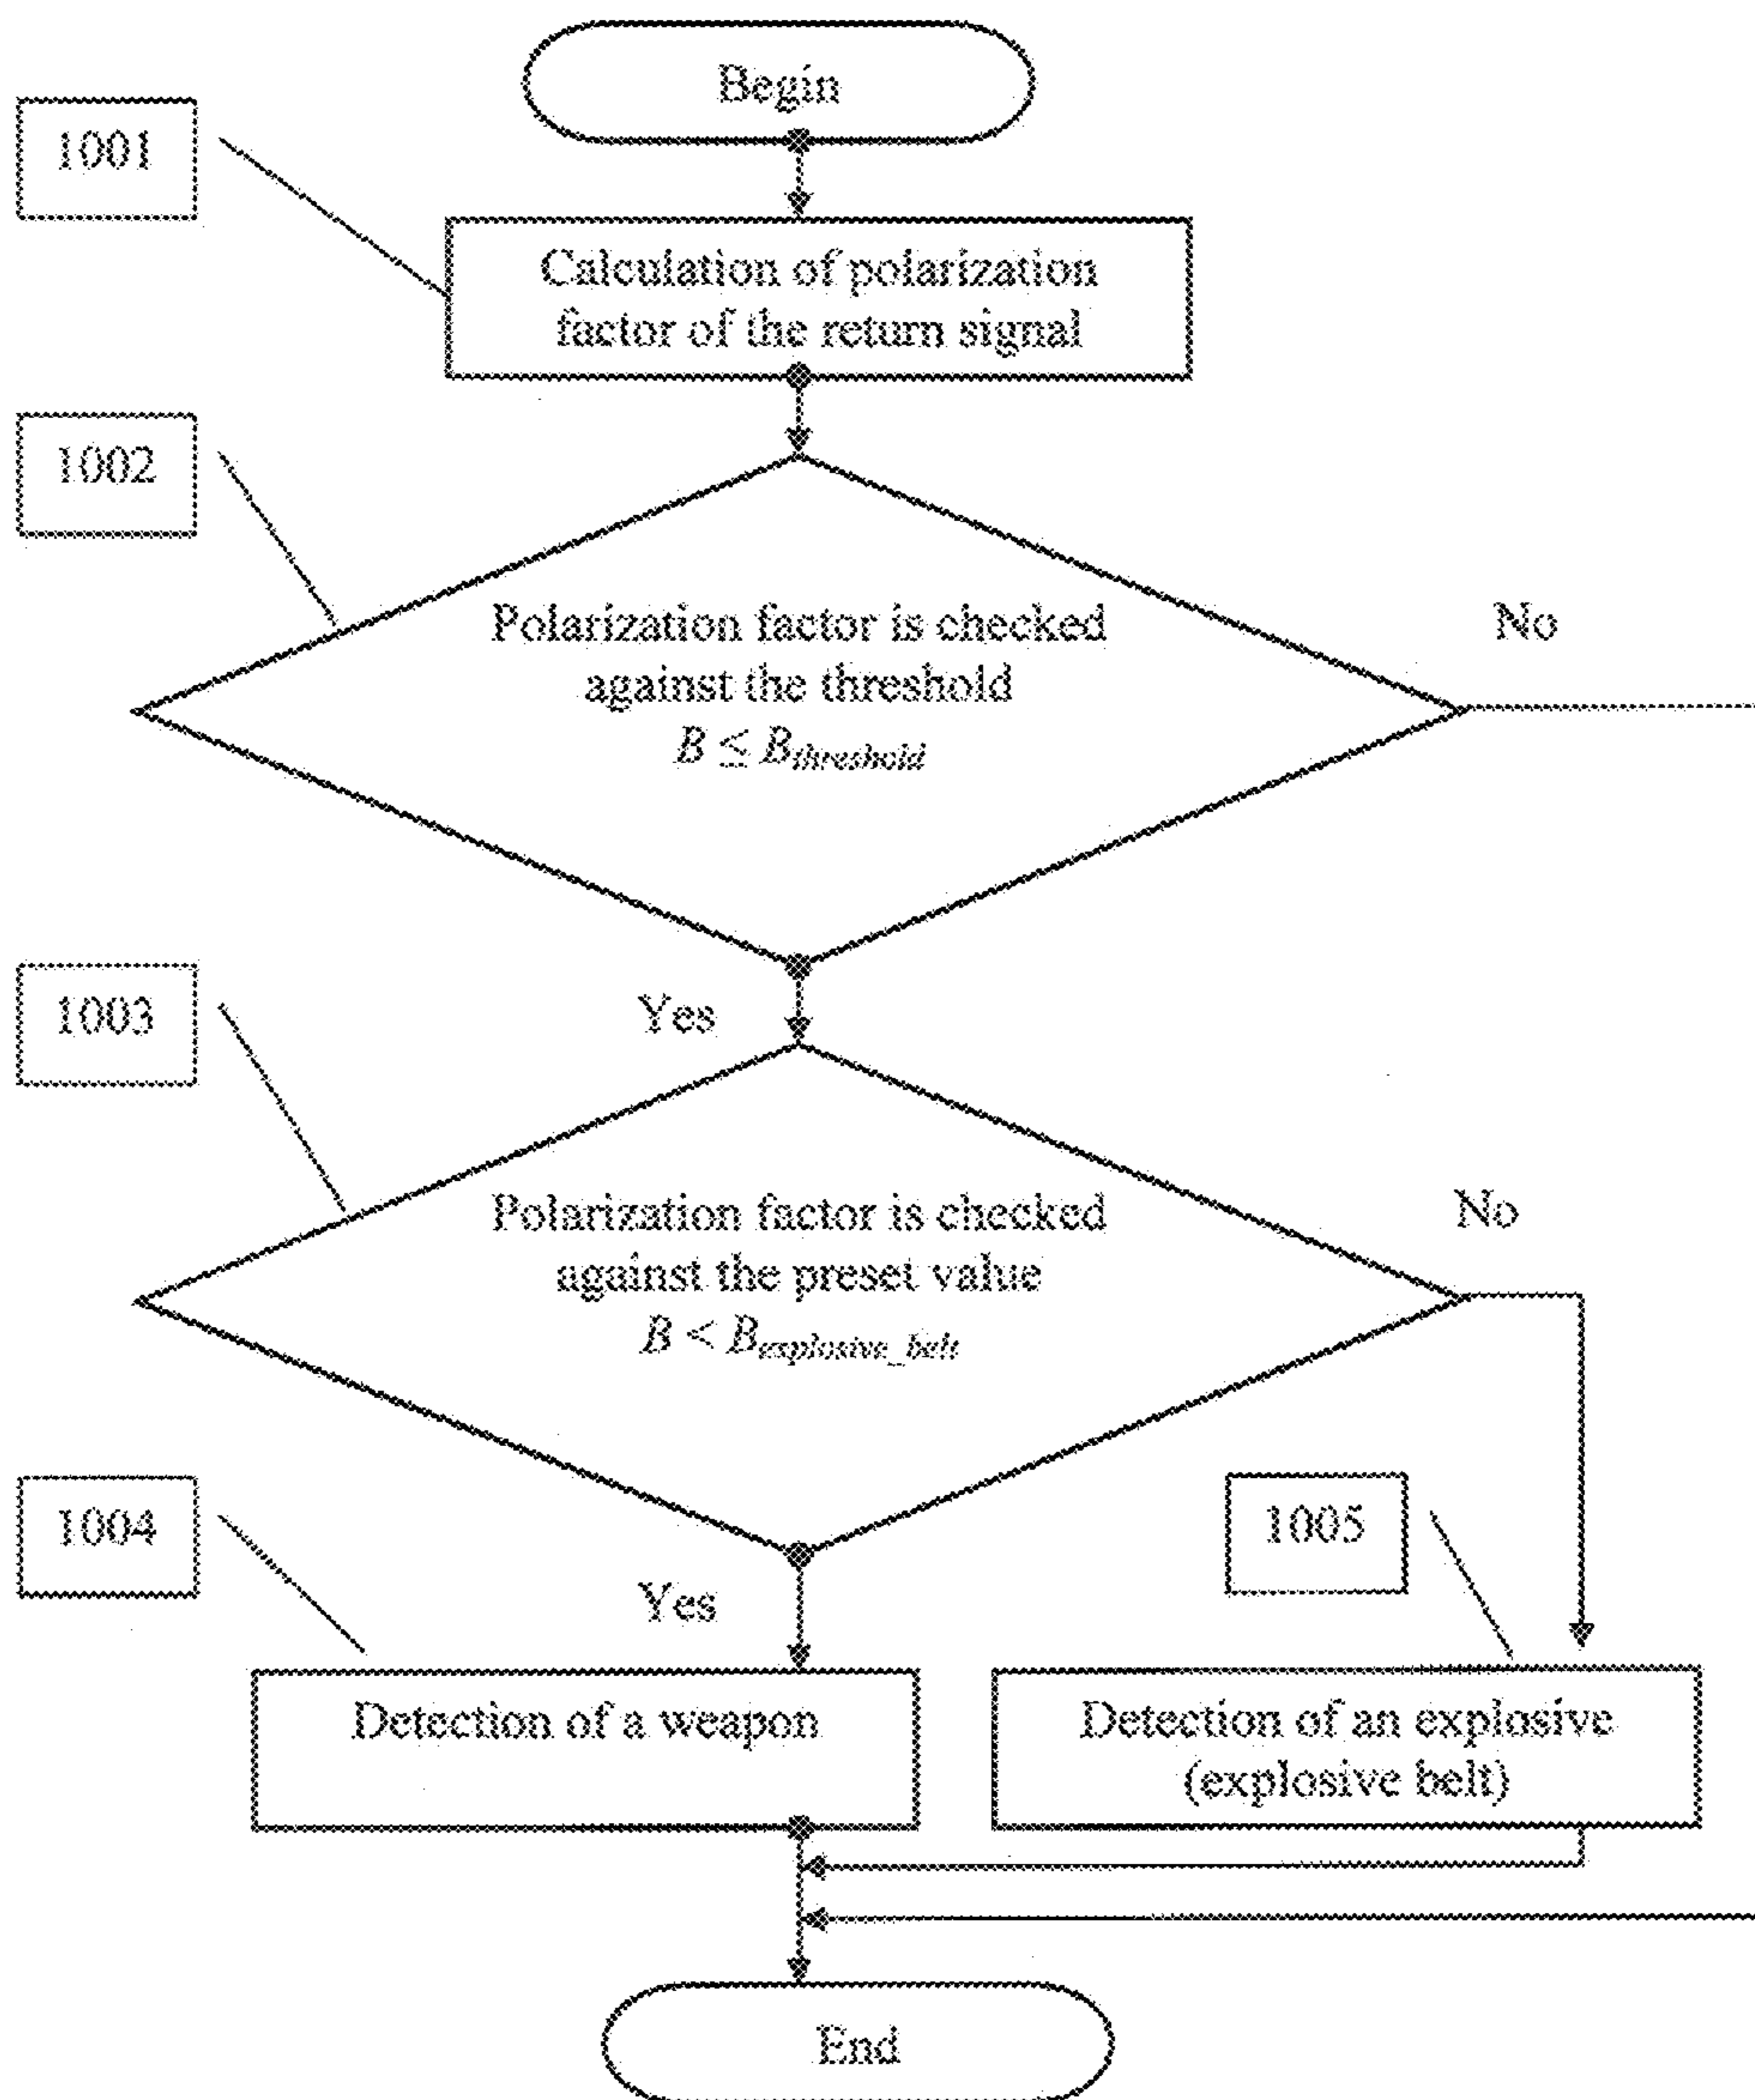 Begin
1001
Calculation of polarization
factor of the return signal
1002
Polarization factor is checked
against the threshold
B ≤ B_threshold
No
1003
Yes
Polarization factor is checked
against the preset value
B < B_explosive_belt
No
1004
Yes
1005
Detection of a weapon
Detection of an explosive
(explosive belt)
End